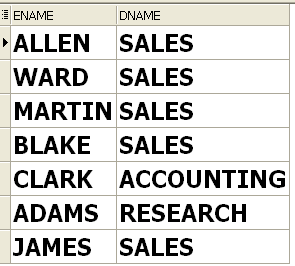 ENAME DNAME
ALLEN SALES
WARD SALES
MARTIN SALES
BLAKE SALES
CLARK ACCOUNTING
ADAMS RESEARCH
JAMES SALES